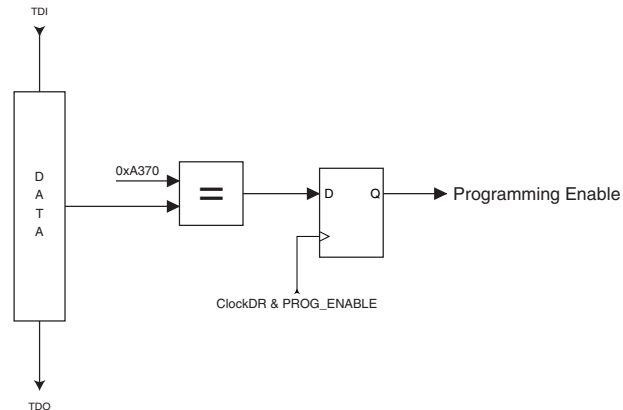 TDI
D
A
T
A
0xA370
=
D
Q
Programming Enable
ClockDR & PROG_ENABLE
TDO